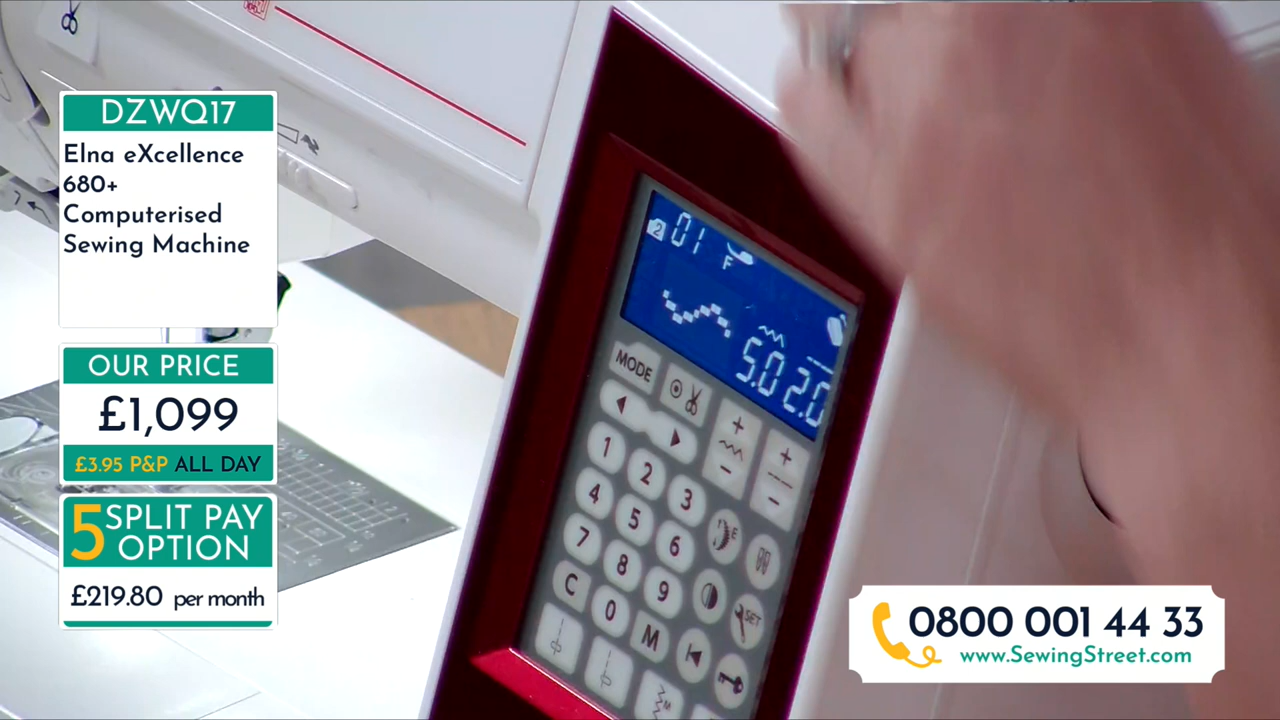 DZWQ17
Elna eXcellence
680+
Computerised
Sewing Machine
OUR PRICE
£1,099
£3.95 P&P ALL DAY
5 SPLIT PAY
OPTION
£219.80 per month
2 01
F
5.0 2.0
MODE
+ +
- -
1 2 3
4 5 6
7 8 9
C 0 M
E
SET
M
0800 001 44 33
www.SewingStreet.com